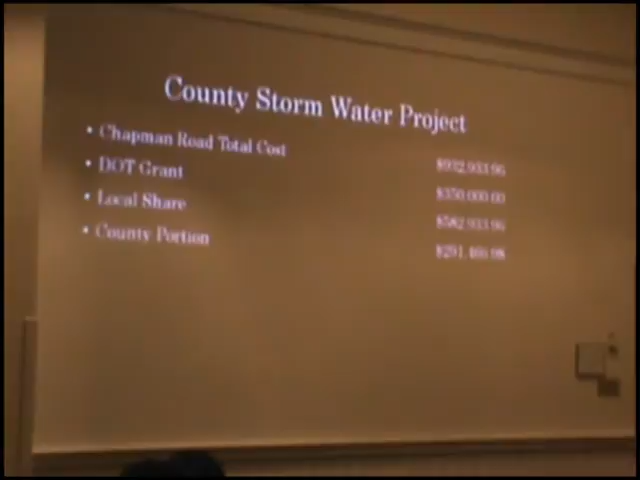 County Storm Water Project
• Chapman Road Total Cost $932,933.96
• DOT Grant $350,000.00
• Local Share $582,933.96
• County Portion $291,466.98